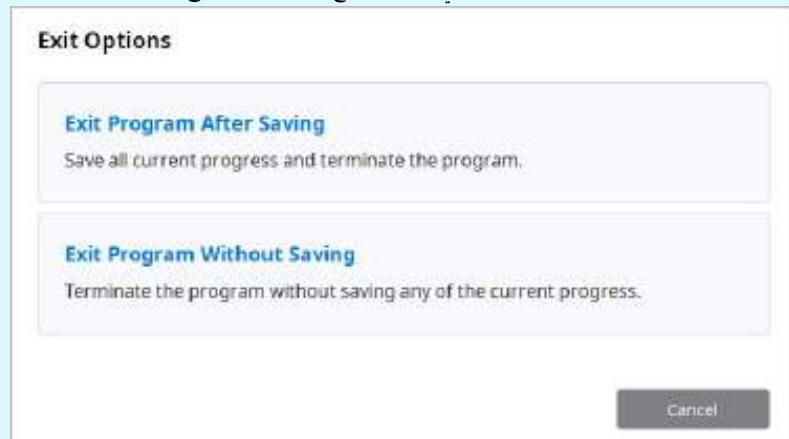 Exit Options
Exit Program After Saving
Save all current progress and terminate the program.
Exit Program Without Saving
Terminate the program without saving any of the current progress.
Cancel